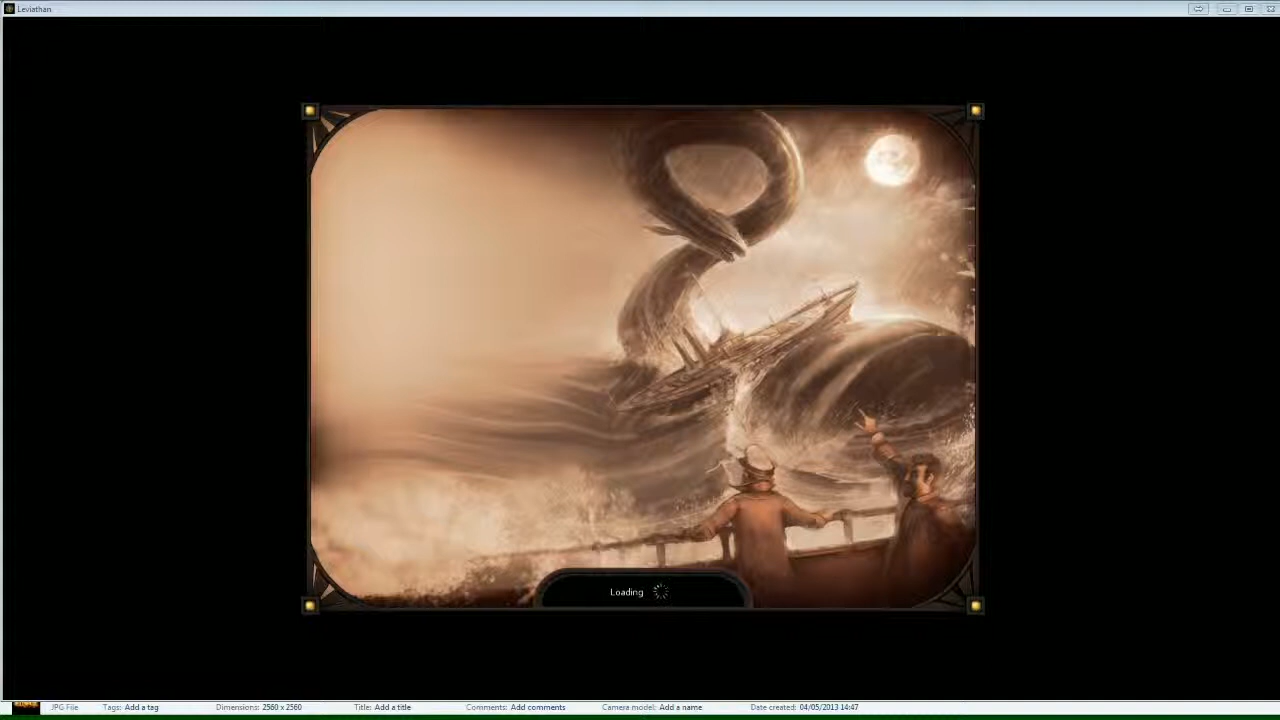 Leviathan
Loading
JPG File Tags: Add a tag Dimensions: 2560 x 2560 Title: Add a title Comments: Add comments Camera model: Add a name Date created: 04/05/2013 14:47